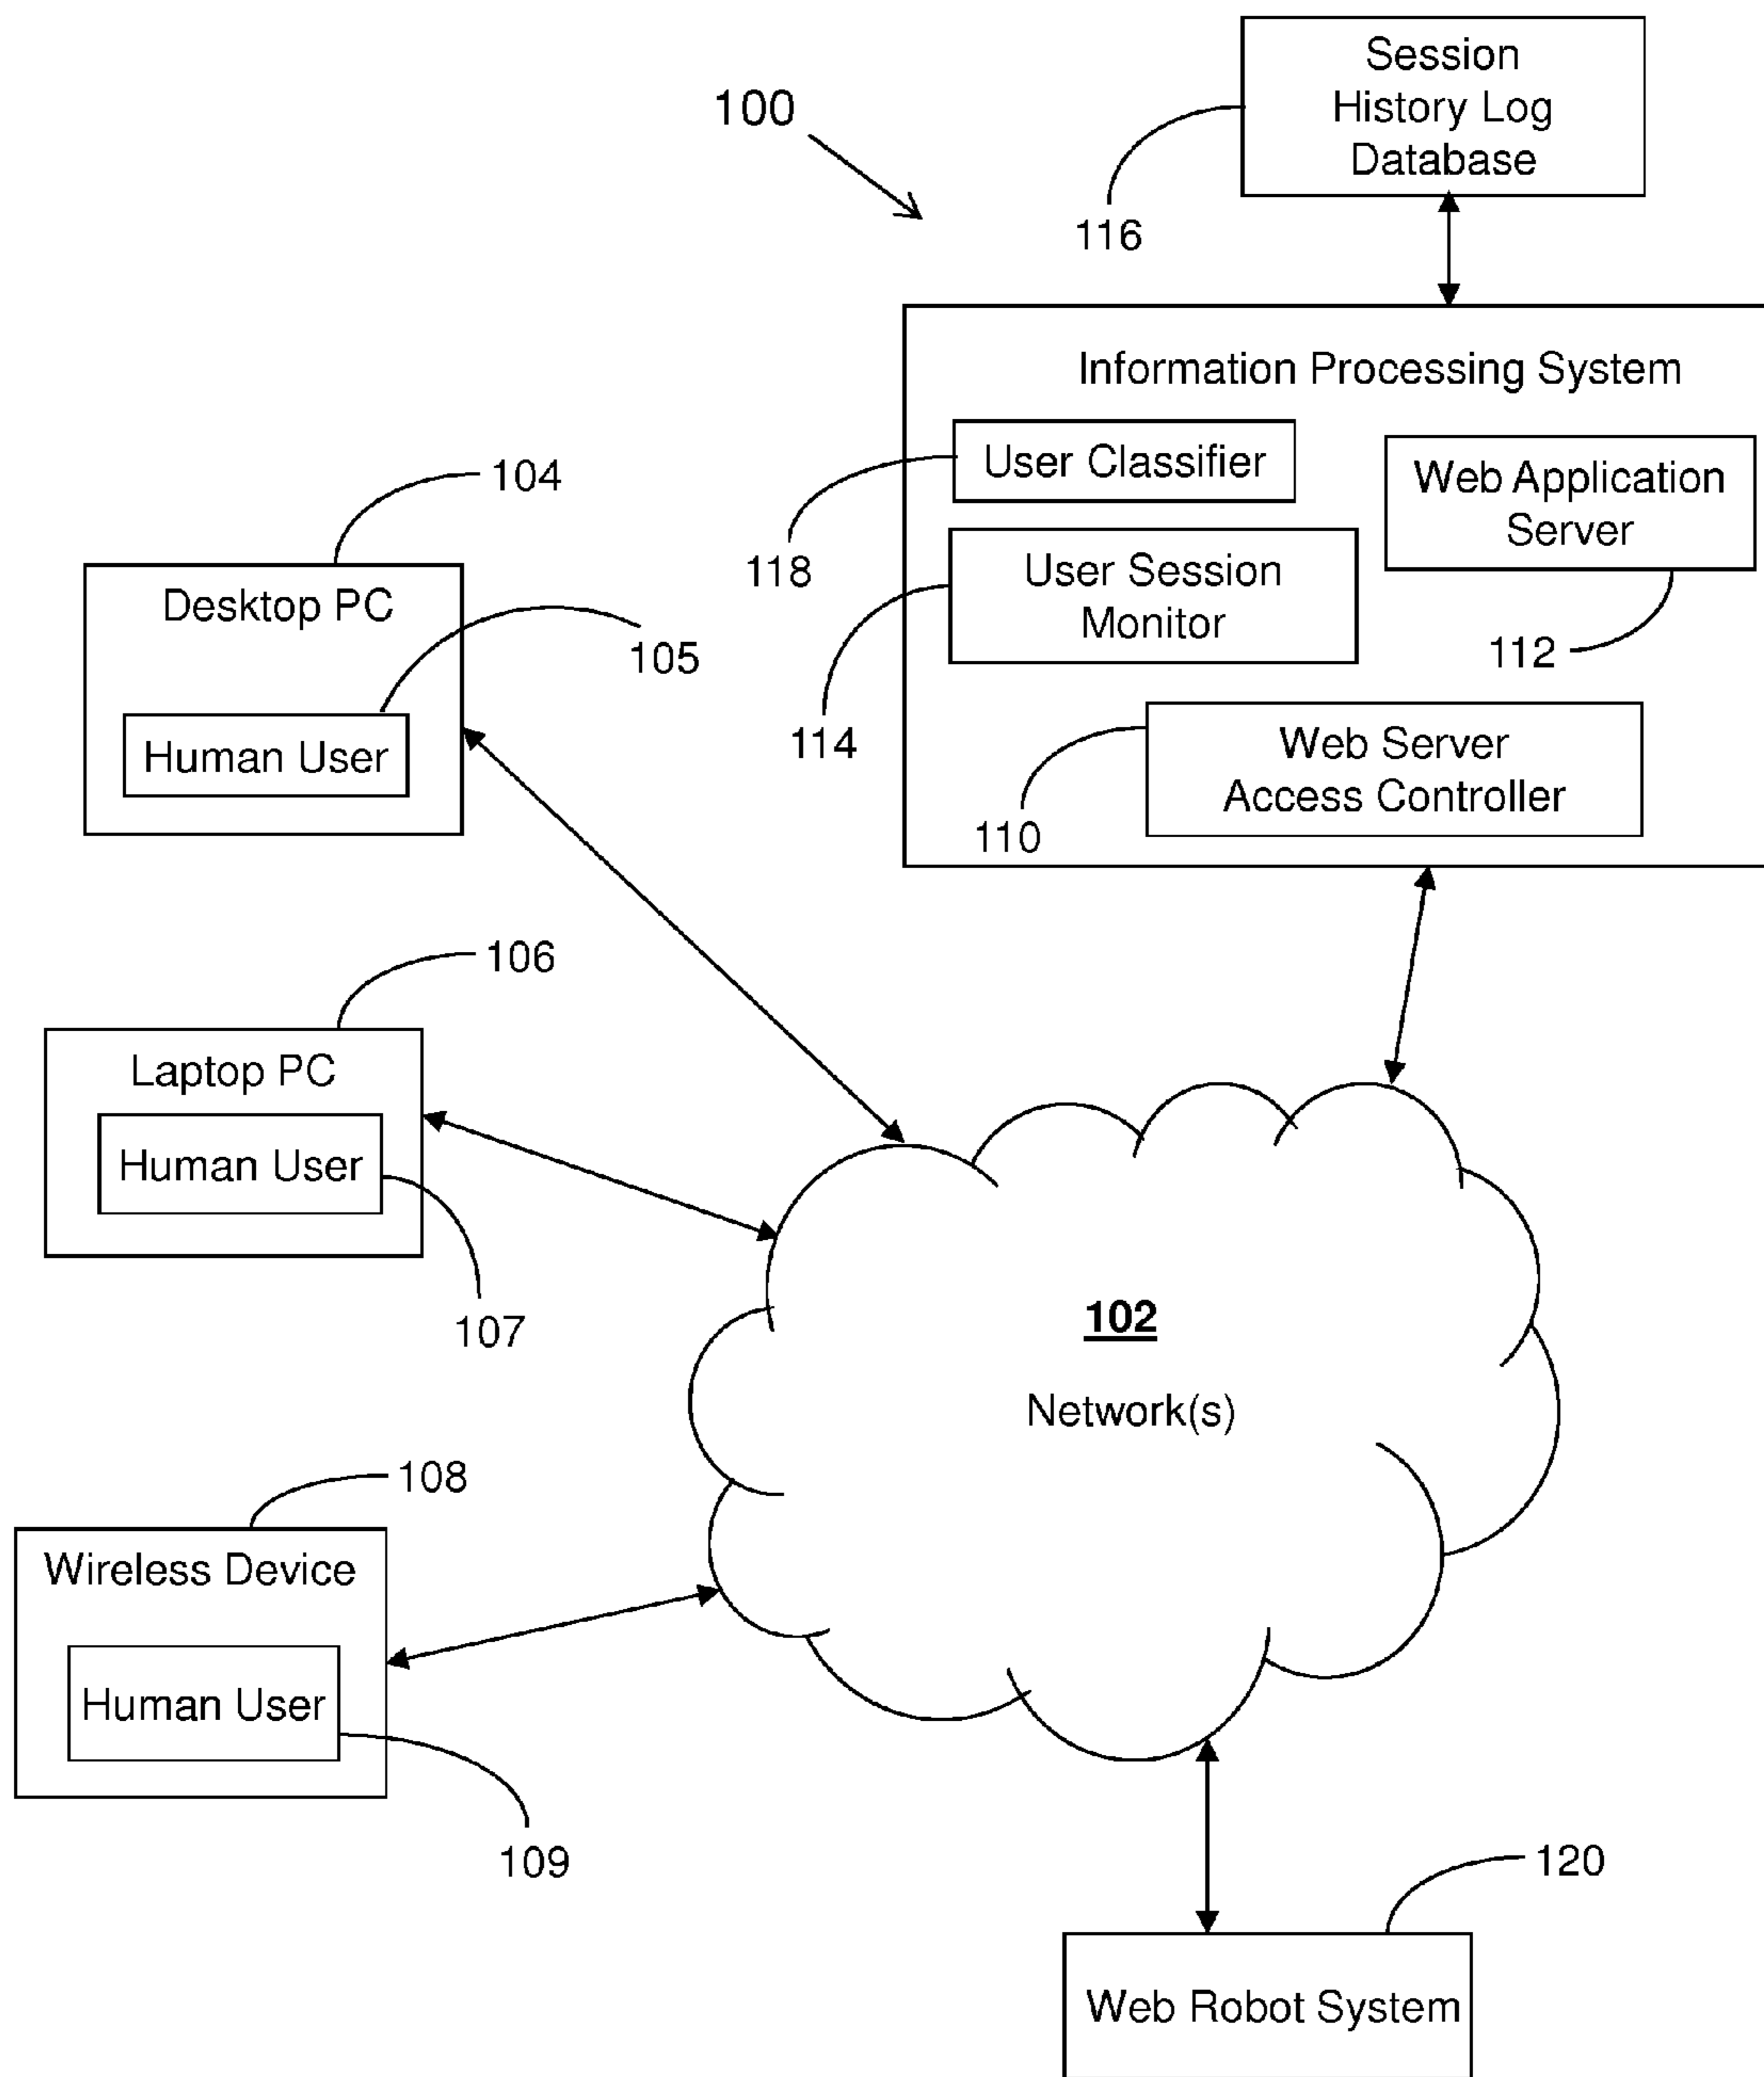 Session
History Log
Database
100
116
Information Processing System
User Classifier
Web Application
Server
104
118
User Session
Monitor
Desktop PC
105
112
114
Human User
Web Server
Access Controller
110
106
Laptop PC
Human User
107
102
Network(s)
108
Wireless Device
Human User
109
120
Web Robot System